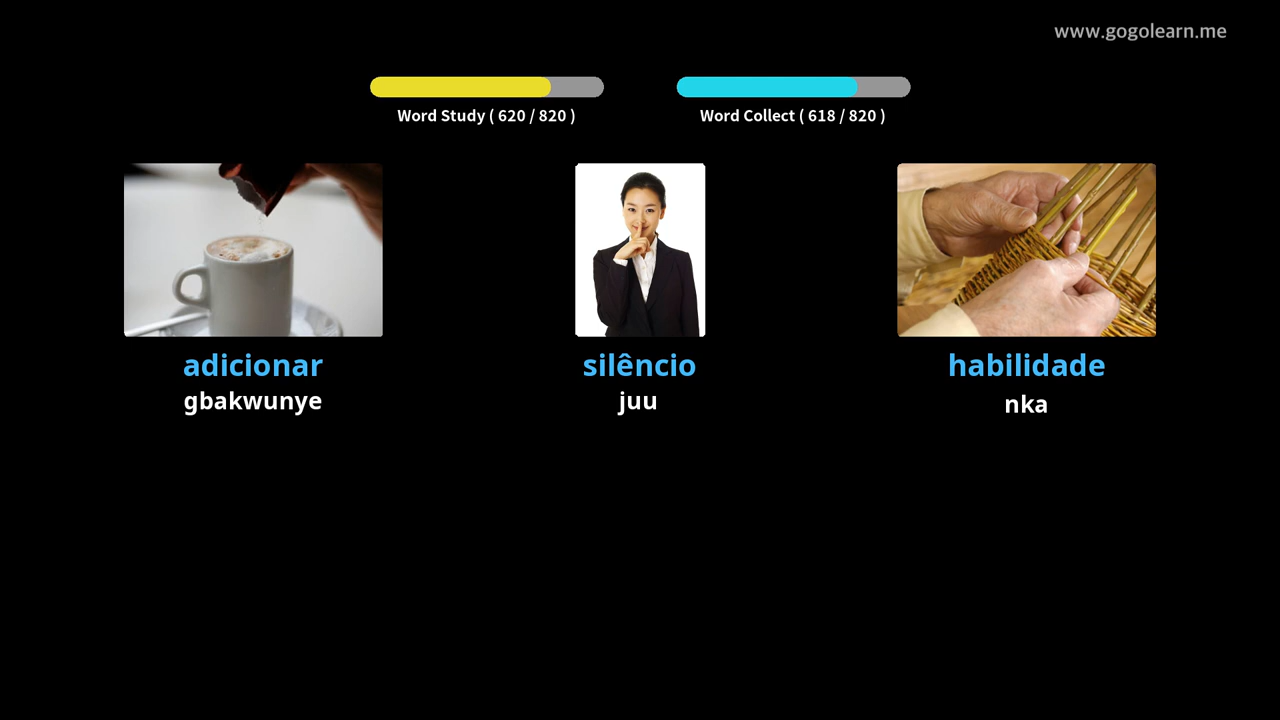 www.gogolearn.me
Word Study ( 620 / 820 )
Word Collect ( 618 / 820 )
adicionar
gbakwunye
silêncio
juu
habilidade
nka